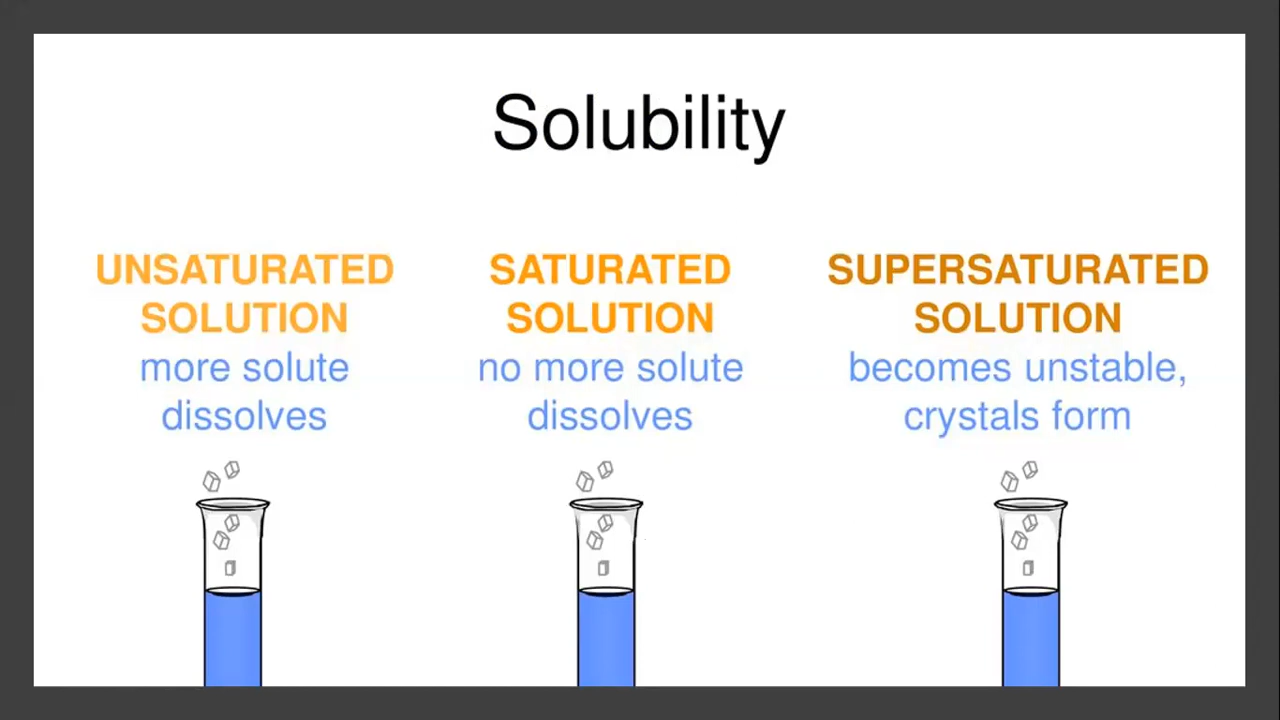 Solubility
UNSATURATED
SOLUTION
more solute
dissolves
SATURATED
SOLUTION
no more solute
dissolves
SUPERSATURATED
SOLUTION
becomes unstable,
crystals form